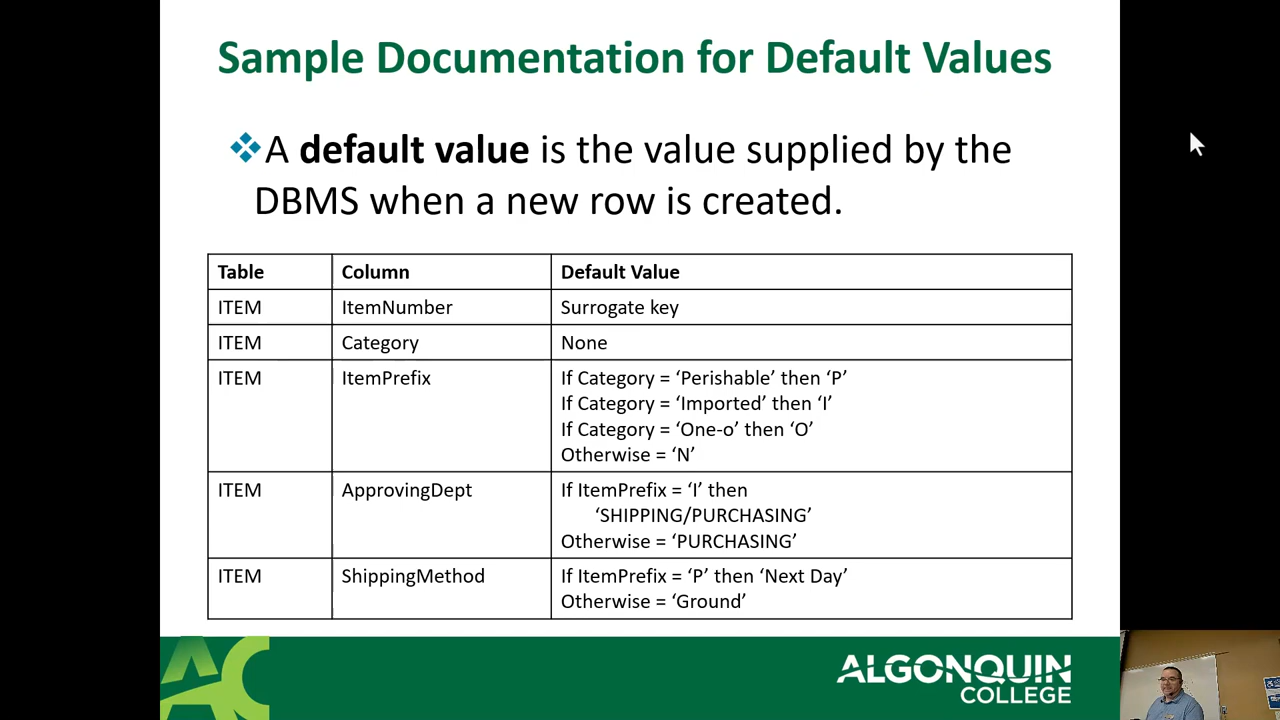 Sample Documentation for Default Values
A default value is the value supplied by the
DBMS when a new row is created.
Table Column Default Value
ITEM ItemNumber Surrogate key
ITEM Category None
ITEM ItemPrefix If Category = ‘Perishable’ then ‘P’
If Category = ‘Imported’ then ‘I’
If Category = ‘One-o’ then ‘O’
Otherwise = ‘N’
ITEM ApprovingDept If ItemPrefix = ‘I’ then
‘SHIPPING/PURCHASING’
Otherwise = ‘PURCHASING’
ITEM ShippingMethod If ItemPrefix = ‘P’ then ‘Next Day’
Otherwise = ‘Ground’
AC
ALGONQUIN
COLLEGE